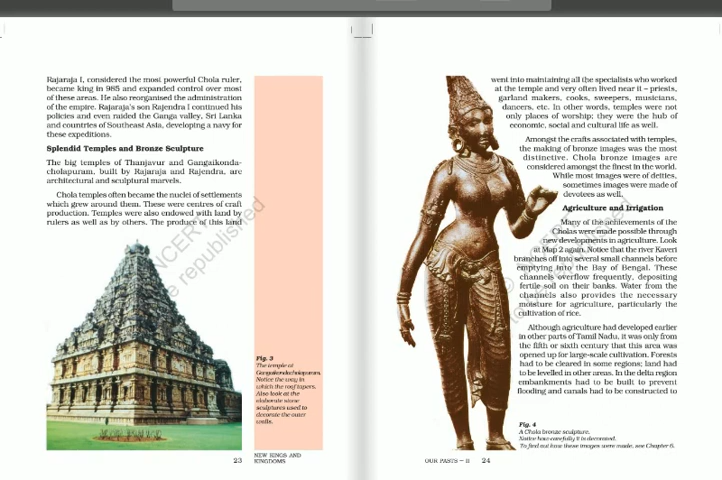 Rajaraja I, considered the most powerful Chola ruler,
became king in 985 and expanded control over most
of these areas. He also reorganised the administration
of the empire. Rajaraja's son Rajendra I continued his
policies and even raided the Ganga valley, Sri Lanka
and countries of Southeast Asia, developing a navy for
these expeditions.
Splendid Temples and Bronze Sculpture
The big temples of Thanjavur and Gangaikonda-
cholapuram, built by Rajaraja and Rajendra, are
architectural and sculptural marvels.
Chola temples often became the nuclei of settlements
which grew around them. These were centres of craft
production. Temples were also endowed with land by
rulers as well as by others. The produce of this land
Fig. 3
The temple at
Gangaikondacholapuram.
Notice the way in
which the roof tapers.
Also look at the
elaborate stone
sculptures used to
decorate the outer
walls.
23
NEW KINGS AND
KINGDOMS
went into maintaining all the specialists who worked
at the temple and very often lived near it – priests,
garland makers, cooks, sweepers, musicians,
dancers, etc. In other words, temples were not
only places of worship; they were the hub of
economic, social and cultural life as well.
Amongst the crafts associated with temples,
the making of bronze images was the most
distinctive. Chola bronze images are
considered amongst the finest in the world.
While most images were of deities,
sometimes images were made of
devotees as well.
Agriculture and Irrigation
Many of the achievements of the
Cholas were made possible through
new developments in agriculture. Look
at Map 2 again. Notice that the river Kaveri
branches off into several small channels before
emptying into the Bay of Bengal. These
channels overflow frequently, depositing
fertile soil on their banks. Water from the
channels also provides the necessary
moisture for agriculture, particularly the
cultivation of rice.
Although agriculture had developed earlier
in other parts of Tamil Nadu, it was only from
the fifth or sixth century that this area was
opened up for large-scale cultivation. Forests
had to be cleared in some regions; land had
to be levelled in other areas. In the delta region
embankments had to be built to prevent
flooding and canals had to be constructed to
Fig. 4
A Chola bronze sculpture.
Notice how carefully it is decorated.
To find out how these images were made, see Chapter 6.
OUR PASTS – II 24
NCERT
be republished
©
to be republished